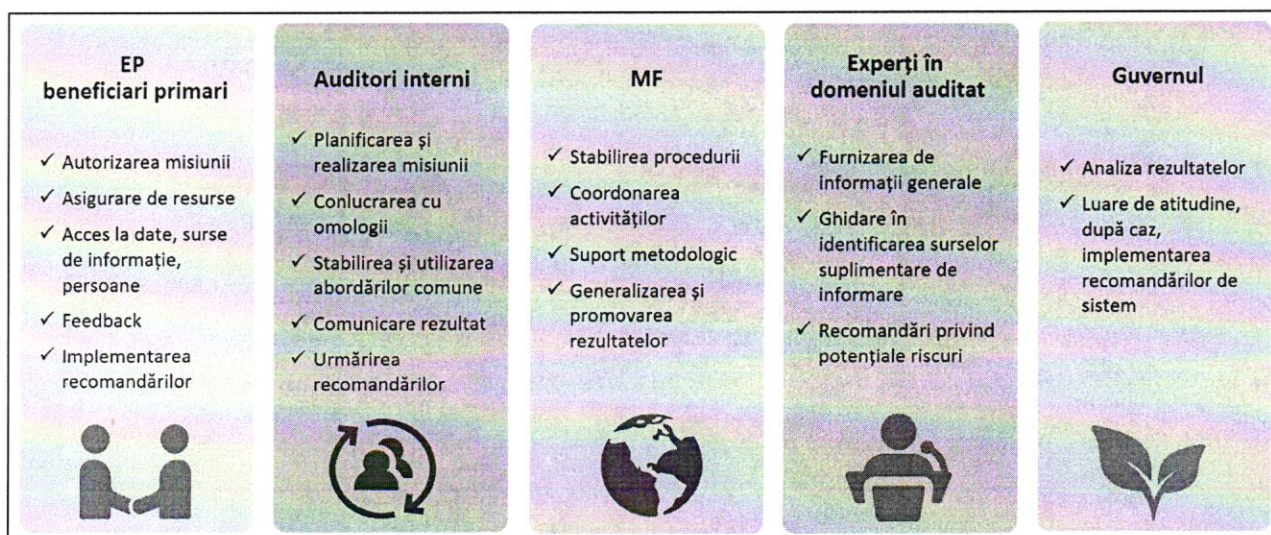 EP
beneficiari primari
✓ Autorizarea misiunii
✓ Asigurare de resurse
✓ Acces la date, surse
de informație,
persoane
✓ Feedback
✓ Implementarea
recomandărilor
Auditori interni
✓ Planificarea și
realizarea misiunii
✓ Conlucrarea cu
omologii
✓ Stabilirea și utilizarea
abordărilor comune
✓ Comunicare rezultat
✓ Urmărirea
recomandărilor
MF
✓ Stabilirea procedurii
✓ Coordonarea
activităților
✓ Suport metodologic
✓ Generalizarea și
promovarea
rezultatelor
Experți în
domeniul auditat
✓ Furnizarea de
informații generale
✓ Ghidare în
identificarea surselor
suplimentare de
informare
✓ Recomandări privind
potențiale riscuri
Guvernul
✓ Analiza rezultatelor
✓ Luare de atitudine,
după caz,
implementarea
recomandărilor de
sistem